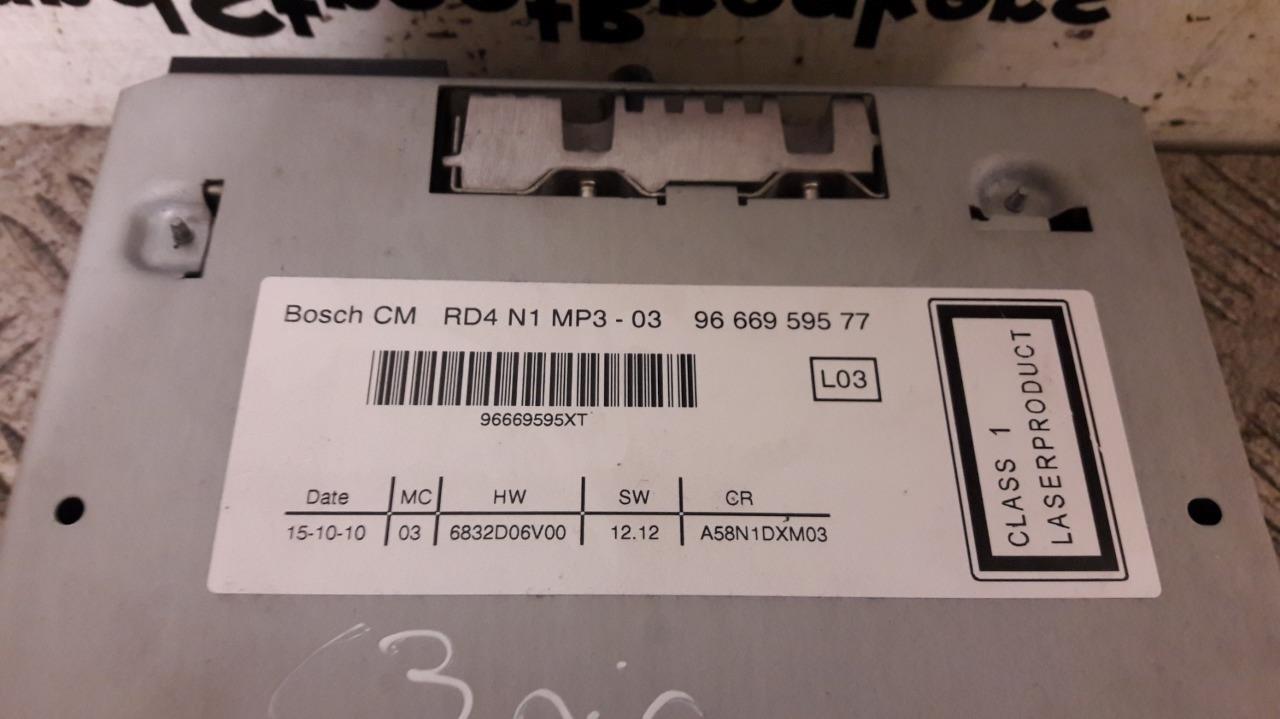 Bosch CM RD4 N1 MP3 - 03 96 669 595 77
L03
96669595XT
Date MC HW SW CR
15-10-10 03 6832D06V00 12.12 A58N1DXM03
CLASS 1
LASERPRODUCT